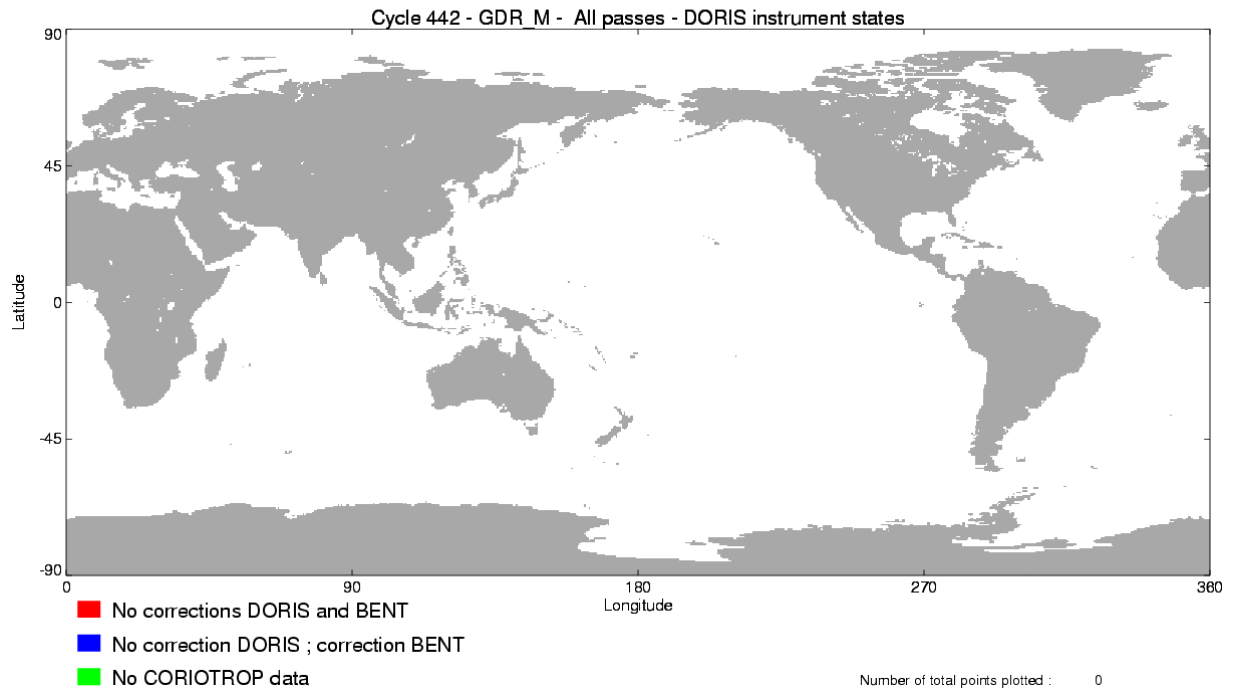 Cycle 442 - GDR_M - All passes - DORIS instrument states
90
45
0
-45
-90
Latitude
0 90 180 270 360
Longitude
No corrections DORIS and BENT
No correction DORIS ; correction BENT
No CORIOTROP data
Number of total points plotted : 0